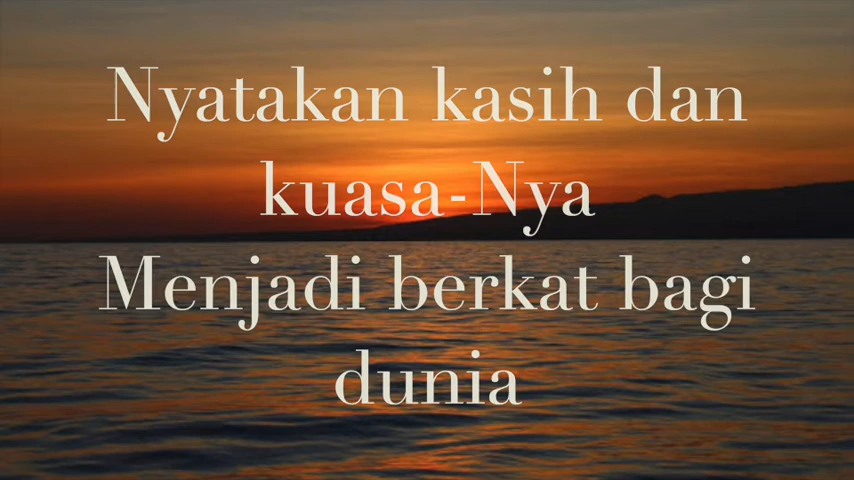 Nyatakan kasih dan
kuasa-Nya
Menjadi berkat bagi
dunia